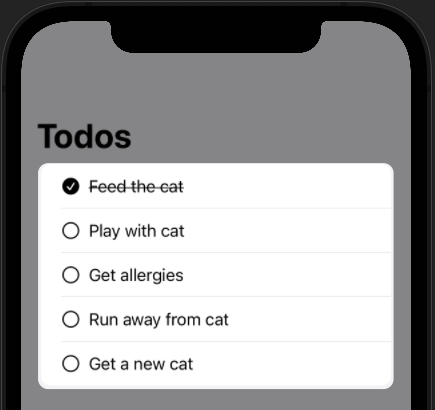 Todos
Feed the cat
Play with cat
Get allergies
Run away from cat
Get a new cat